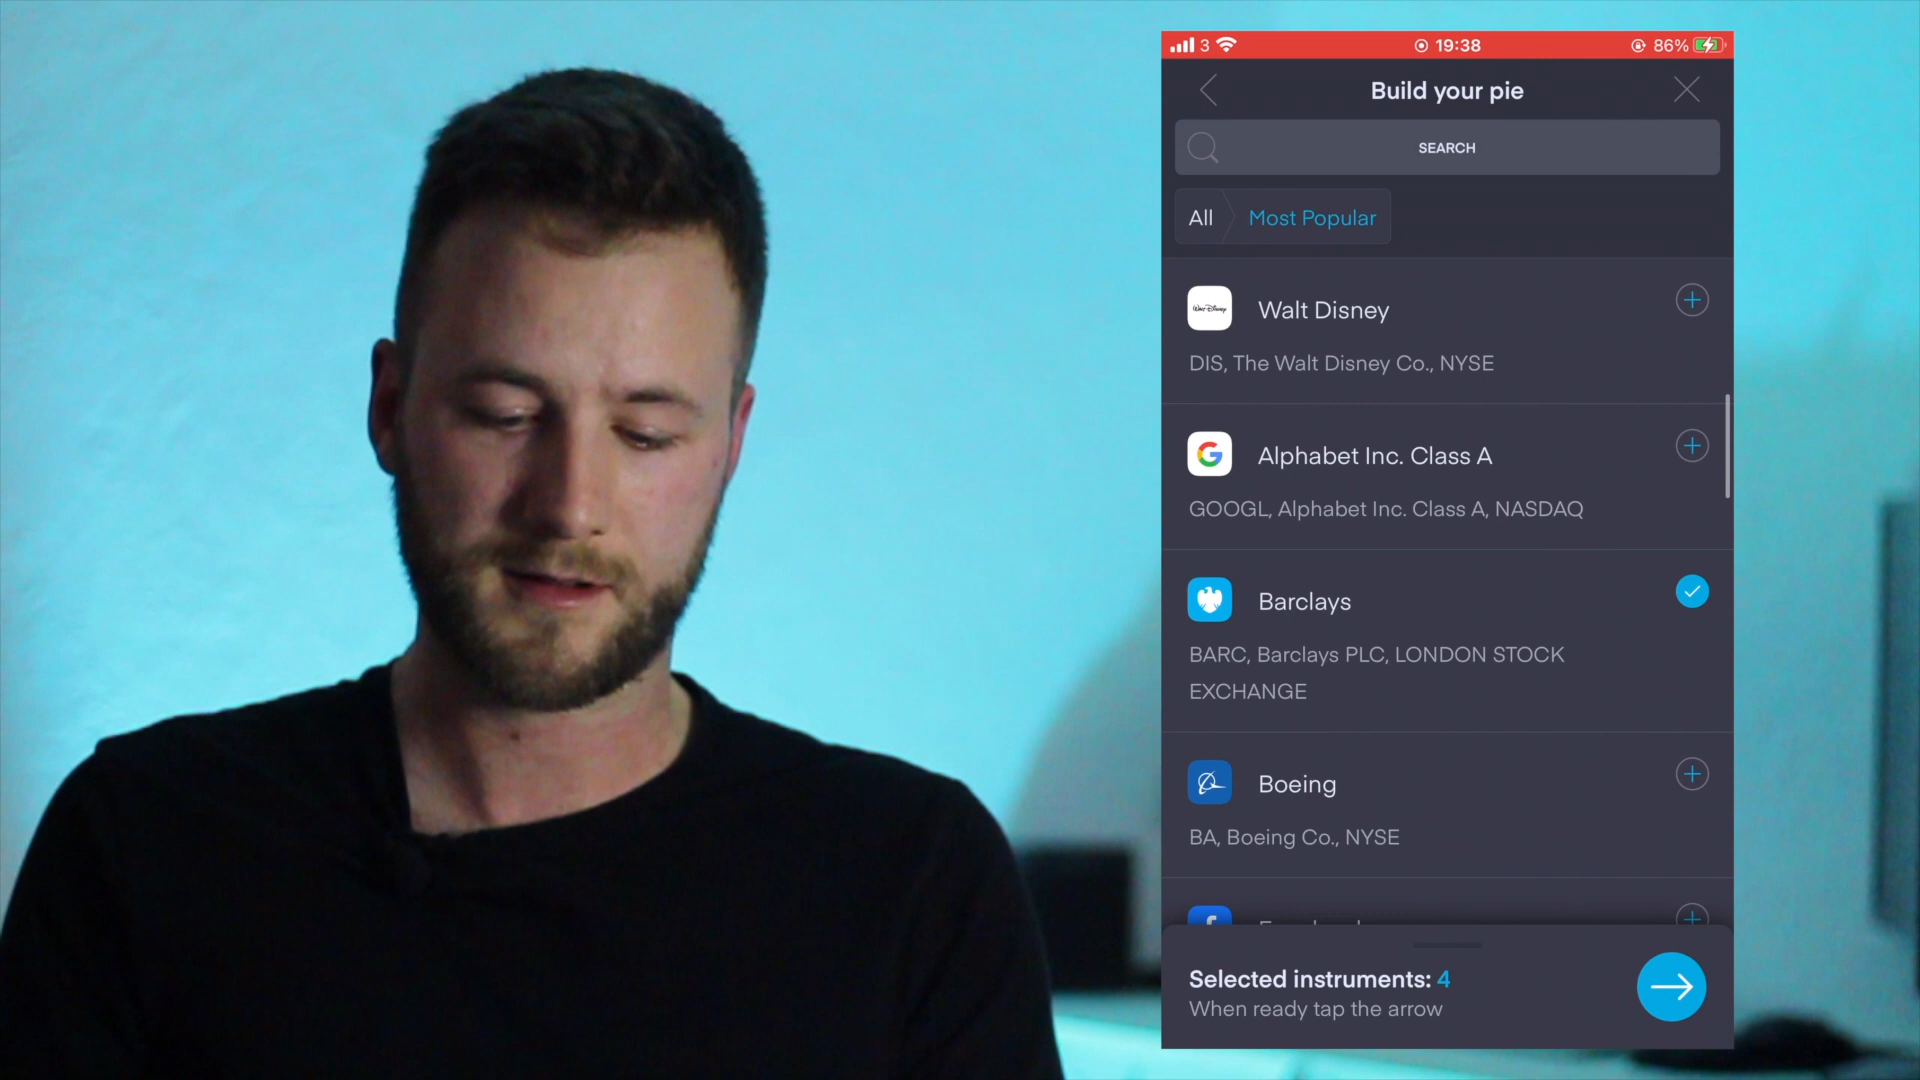 3 19:38 86%
Build your pie
SEARCH
All Most Popular
Walt Disney
Walt Disney
DIS, The Walt Disney Co., NYSE
G Alphabet Inc. Class A
GOOGL, Alphabet Inc. Class A, NASDAQ
Barclays
BARC, Barclays PLC, LONDON STOCK
EXCHANGE
Boeing
BA, Boeing Co., NYSE
Selected instruments: 4
When ready tap the arrow